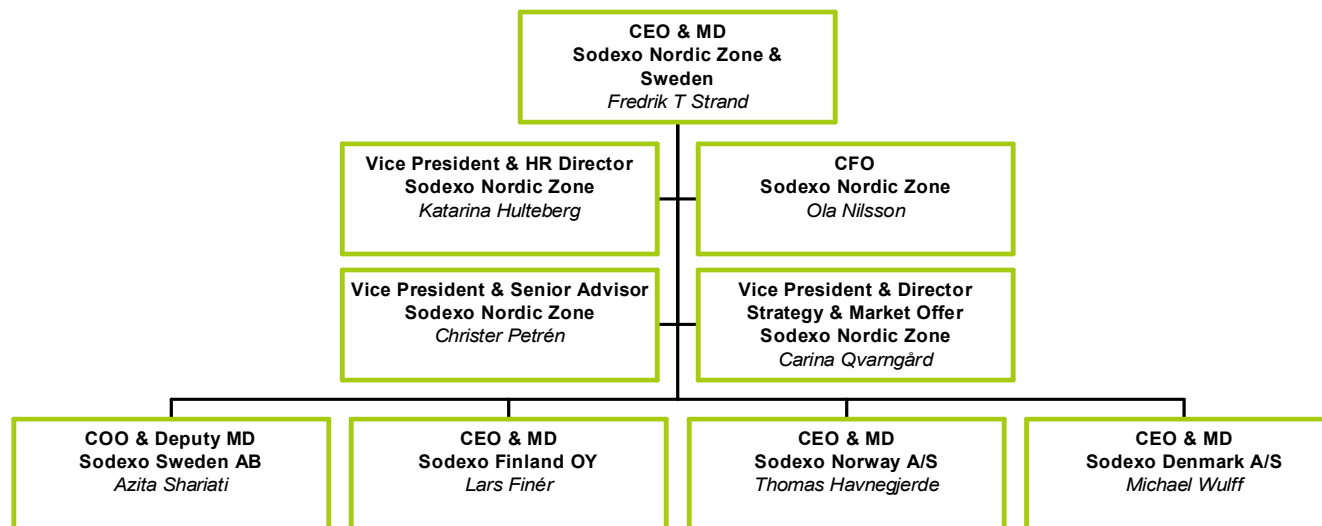 CEO & MD
Sodexo Nordic Zone &
Sweden
Fredrik T Strand
Vice President & HR Director
Sodexo Nordic Zone
Katarina Hulteberg
CFO
Sodexo Nordic Zone
Ola Nilsson
Vice President & Senior Advisor
Sodexo Nordic Zone
Christer Petrén
Vice President & Director
Strategy & Market Offer
Sodexo Nordic Zone
Carina Qvarngård
COO & Deputy MD
Sodexo Sweden AB
Azita Shariati
CEO & MD
Sodexo Finland OY
Lars Finér
CEO & MD
Sodexo Norway A/S
Thomas Havnegjerde
CEO & MD
Sodexo Denmark A/S
Michael Wulff